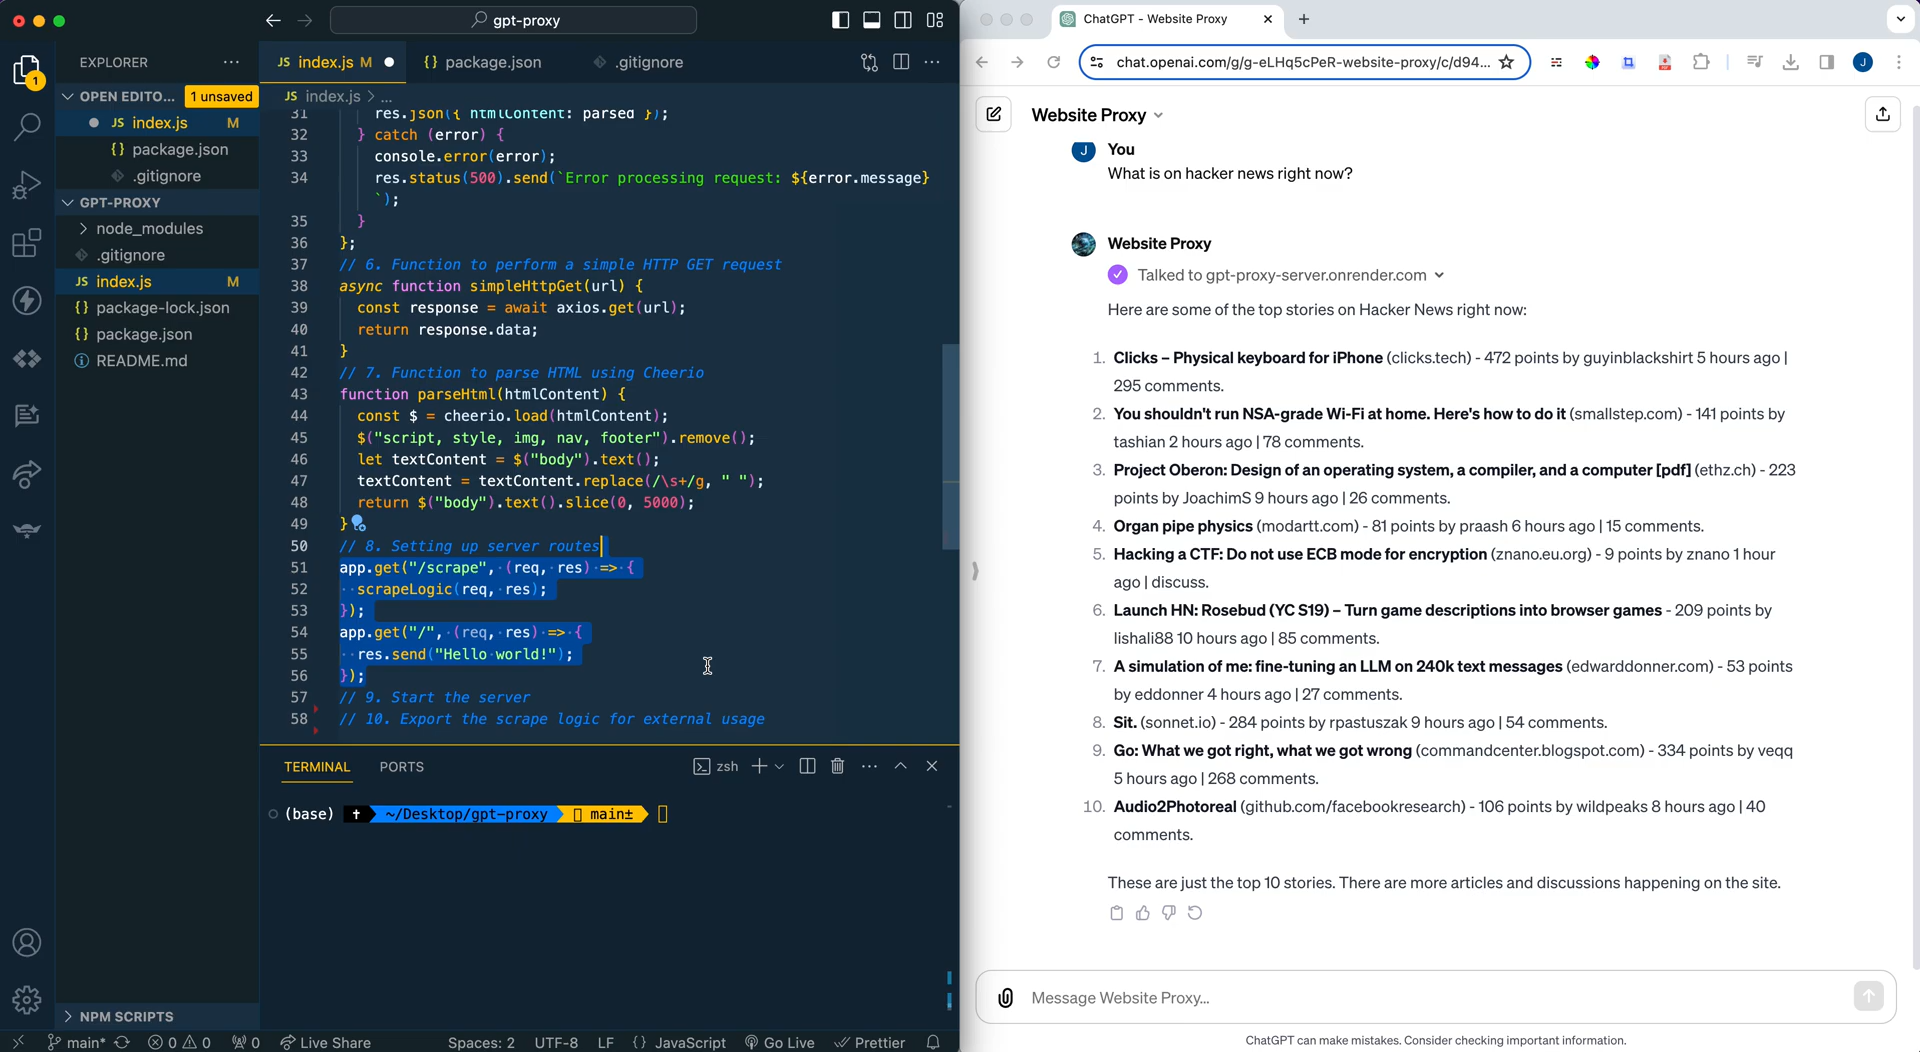 gpt-proxy
EXPLORER
OPEN EDITO...
1 unsaved
JS index.js M
{} package.json
.gitignore
GPT-PROXY
node_modules
.gitignore
JS index.js M
{} package-lock.json
{} package.json
README.md
NPM SCRIPTS
1
JS index.js M
{} package.json
.gitignore
JS index.js > ...
31 res.json({ htmlContent: parsed });
32 } catch (error) {
33 console.error(error);
34 res.status(500).send(`Error processing request: ${error.message}
`);
35 }
36 };
37 // 6. Function to perform a simple HTTP GET request
38 async function simpleHttpGet(url) {
39 const response = await axios.get(url);
40 return response.data;
41 }
42 // 7. Function to parse HTML using Cheerio
43 function parseHtml(htmlContent) {
44 const $ = cheerio.load(htmlContent);
45 $("script, style, img, nav, footer").remove();
46 let textContent = $("body").text();
47 textContent = textContent.replace(/\s+/g, " ");
48 return $("body").text().slice(0, 5000);
49 }
50 // 8. Setting up server routes
51 app.get("/scrape", (req, res) => {
52 scrapeLogic(req, res);
53 });
54 app.get("/", (req, res) => {
55 res.send("Hello world!");
56 });
57 // 9. Start the server
58 // 10. Export the scrape logic for external usage
TERMINAL PORTS
zsh
(base) ~/Desktop/gpt-proxy main±
main* 0 0 0 Live Share Spaces: 2 UTF-8 LF {} JavaScript Go Live Prettier
ChatGPT - Website Proxy
chat.openai.com/g/g-eLHq5cPeR-website-proxy/c/d94...
J
Website Proxy
J You
What is on hacker news right now?
Website Proxy
Talked to gpt-proxy-server.onrender.com
Here are some of the top stories on Hacker News right now:
1. Clicks – Physical keyboard for iPhone (clicks.tech) - 472 points by guyinblackshirt 5 hours ago |
295 comments.
2. You shouldn't run NSA-grade Wi-Fi at home. Here's how to do it (smallstep.com) - 141 points by
tashian 2 hours ago | 78 comments.
3. Project Oberon: Design of an operating system, a compiler, and a computer [pdf] (ethz.ch) - 223
points by JoachimS 9 hours ago | 26 comments.
4. Organ pipe physics (modartt.com) - 81 points by praash 6 hours ago | 15 comments.
5. Hacking a CTF: Do not use ECB mode for encryption (znano.eu.org) - 9 points by znano 1 hour
ago | discuss.
6. Launch HN: Rosebud (YC S19) – Turn game descriptions into browser games - 209 points by
lishali88 10 hours ago | 85 comments.
7. A simulation of me: fine-tuning an LLM on 240k text messages (edwarddonner.com) - 53 points
by eddonner 4 hours ago | 27 comments.
8. Sit. (sonnet.io) - 284 points by rpastuszak 9 hours ago | 54 comments.
9. Go: What we got right, what we got wrong (commandcenter.blogspot.com) - 334 points by veqq
5 hours ago | 268 comments.
10. Audio2Photoreal (github.com/facebookresearch) - 106 points by wildpeaks 8 hours ago | 40
comments.
These are just the top 10 stories. There are more articles and discussions happening on the site.
Message Website Proxy...
ChatGPT can make mistakes. Consider checking important information.